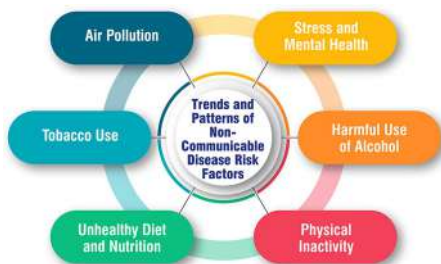 Air Pollution
Stress and
Mental Health
Tobacco Use
Trends and
Patterns of
Non-
Communicable
Disease Risk
Factors
Harmful Use
of Alcohol
Unhealthy Diet
and Nutrition
Physical
Inactivity